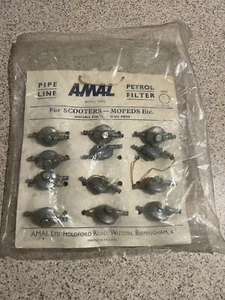 PIPE LINE
AMAL
PETROL FILTER
For SCOOTERS—MOPEDS Etc.
AMAL LTD. HOLDFORD ROAD, WITTON, BIRMINGHAM, 6